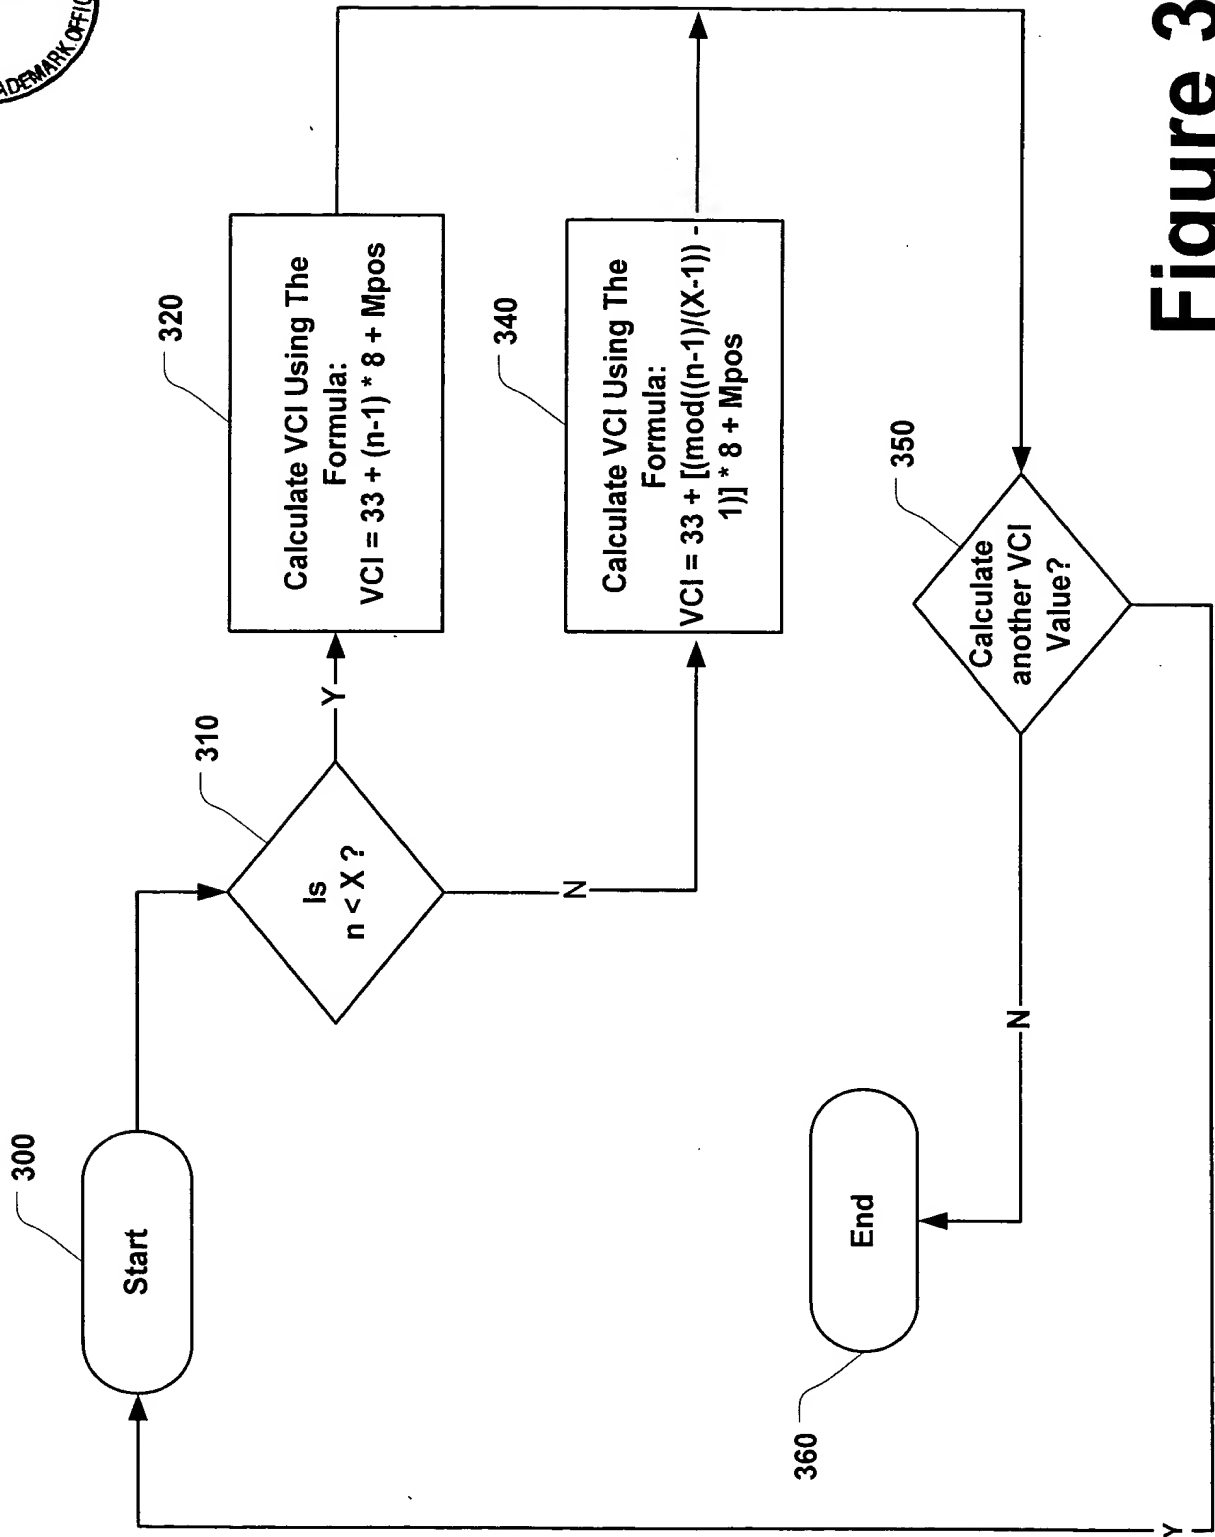 Start
300
Is
n < X ?
310
Y
N
Calculate VCI Using The
Formula:
VCI = 33 + (n-1) * 8 + Mpos
320
Calculate VCI Using The
Formula:
VCI = 33 + [(mod((n-1)/(X-1)) -
1)] * 8 + Mpos
340
Calculate
another VCI
Value?
350
N
Y
End
360
Figure 3